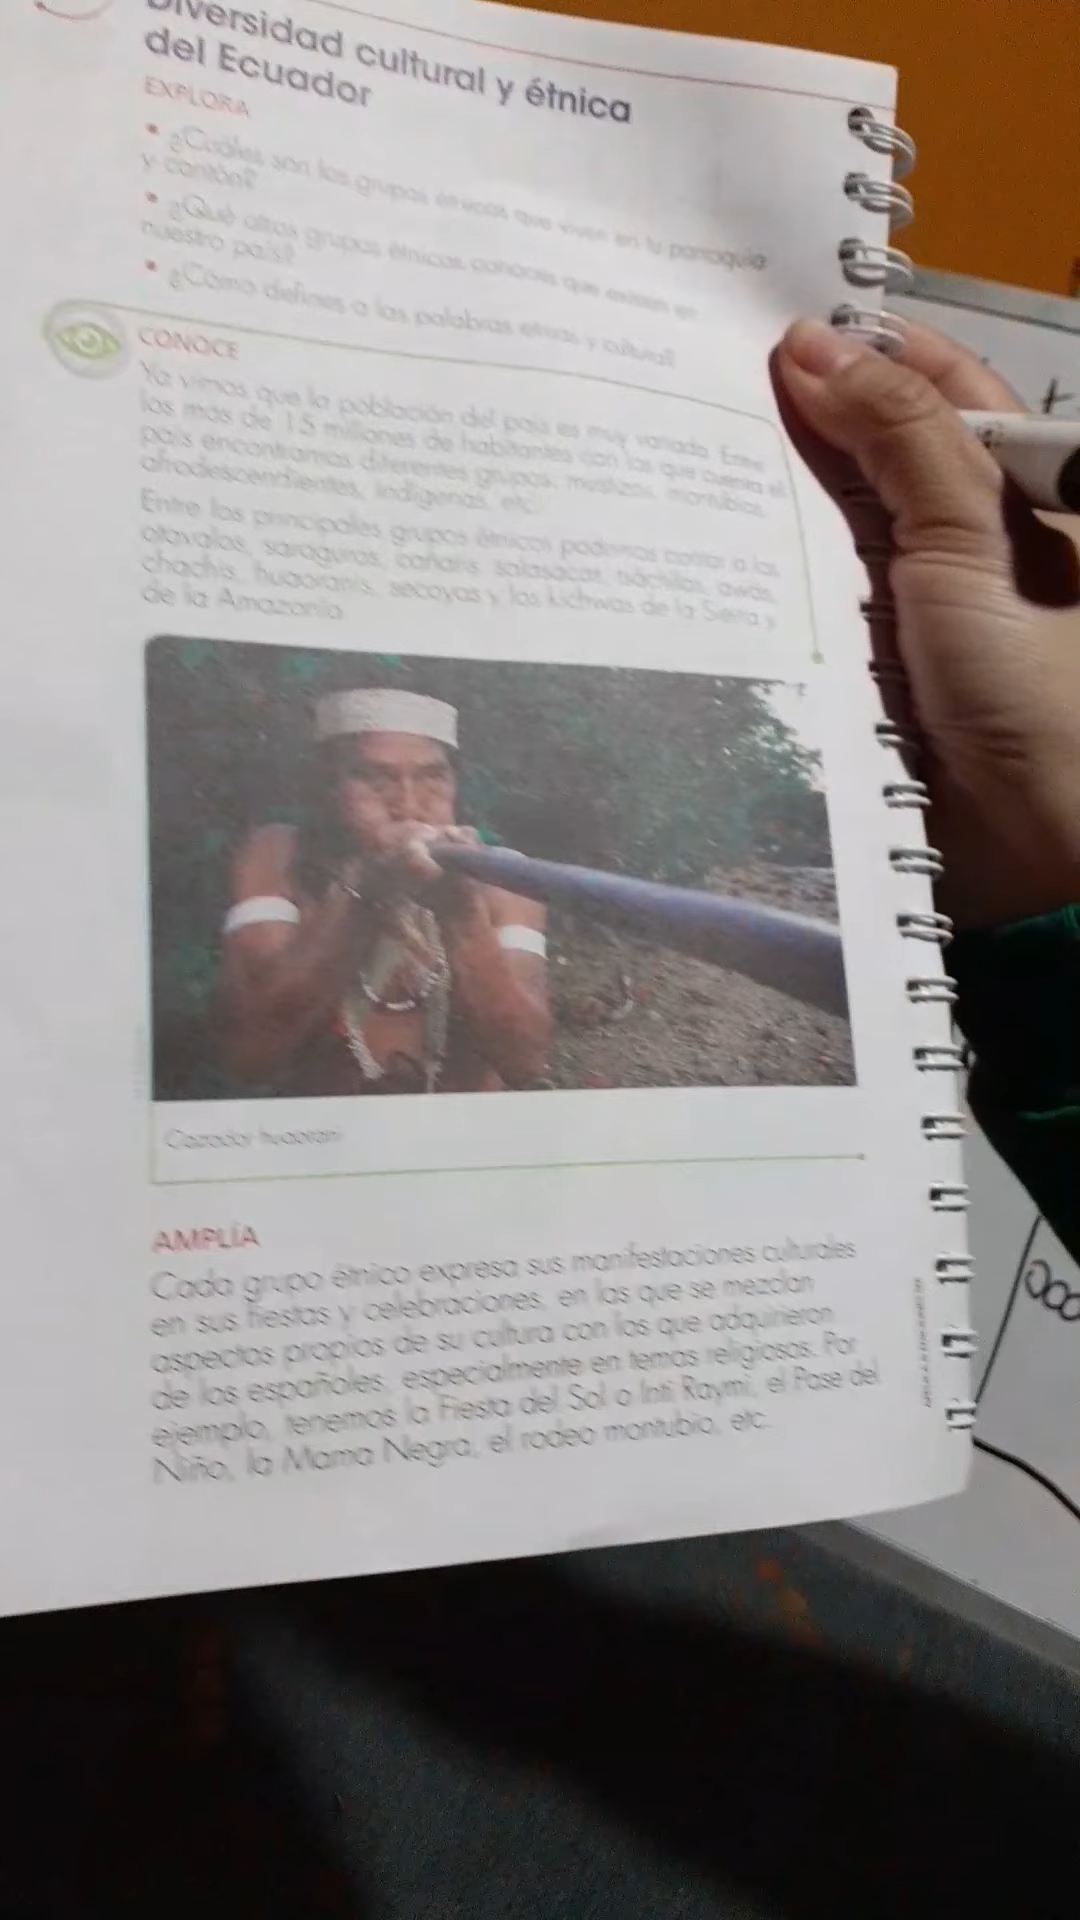 Diversidad cultural y étnica
del Ecuador
EXPLORA
• ¿Cuáles son los grupos étnicos que viven en tu parroquia
y cantón?
• ¿Qué otros grupos étnicos conoces que existen en
nuestro país?
• ¿Cómo defines a las palabras etnia y cultura?
CONOCE
Ya vimos que la población del país es muy variada. Entre
los más de 15 millones de habitantes con los que cuenta el
país encontramos diferentes grupos: mestizos, montubios,
afrodescendientes, indígenas, etc.
Entre los principales grupos étnicos podemos contar a los
otavalos, saraguros, cañaris, salasacas, tsáchilas, awás,
chachis, huaoranis, secoyas y los kichwas de la Sierra y
de la Amazonía.
Cazador huaorani
AMPLÍA
Cada grupo étnico expresa sus manifestaciones culturales
en sus fiestas y celebraciones, en las que se mezclan
aspectos propios de su cultura con los que adquirieron
de los españoles, especialmente en temas religiosos. Por
ejemplo, tenemos la Fiesta del Sol o Inti Raymi, el Pase del
Niño, la Mama Negra, el rodeo montubio, etc.